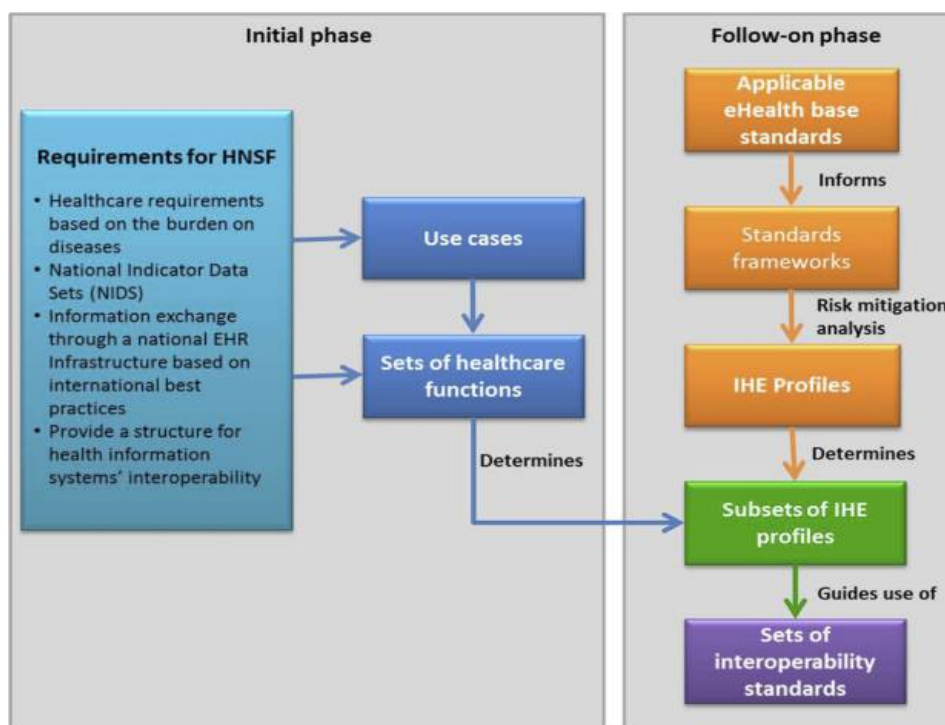 Initial phase
Requirements for HNSF
• Healthcare requirements
based on the burden on
diseases
• National Indicator Data
Sets (NIDS)
• Information exchange
through a national EHR
Infrastructure based on
international best
practices
• Provide a structure for
health information
systems’ interoperability
Use cases
Sets of healthcare
functions
Determines
Follow-on phase
Applicable
eHealth base
standards
Informs
Standards
frameworks
Risk mitigation
analysis
IHE Profiles
Determines
Subsets of IHE
profiles
Guides use of
Sets of
interoperability
standards